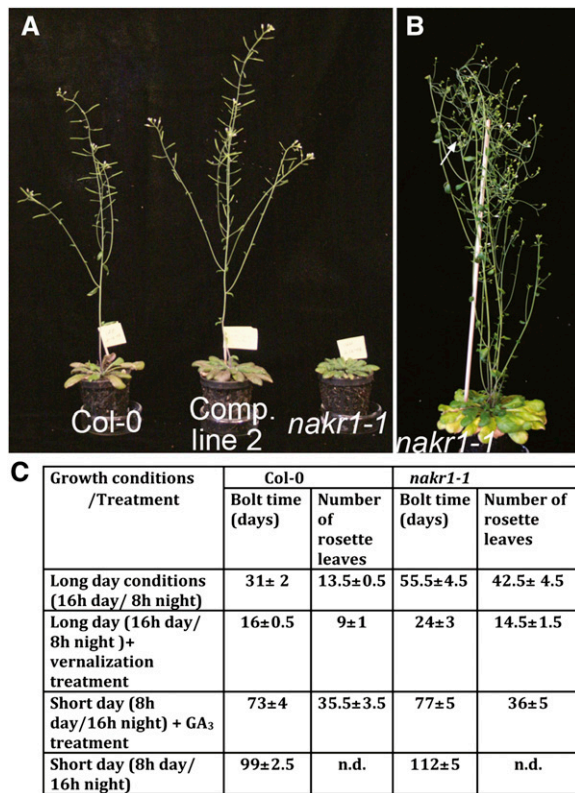 A
B
Col-0
Comp.
line 2
nakr1-1
nakr1-1
C
Growth conditions
/Treatment
Col-0
nakr1-1
Bolt time
(days)
Number
of
rosette
leaves
Bolt time
(days)
Number of
rosette
leaves
Long day conditions
(16h day/ 8h night)
31± 2
13.5±0.5
55.5±4.5
42.5± 4.5
Long day (16h day/
8h night )+
vernalization
treatment
16±0.5
9±1
24±3
14.5±1.5
Short day (8h
day/16h night) + GA₃
treatment
73±4
35.5±3.5
77±5
36±5
Short day (8h day/
16h night)
99±2.5
n.d.
112±5
n.d.